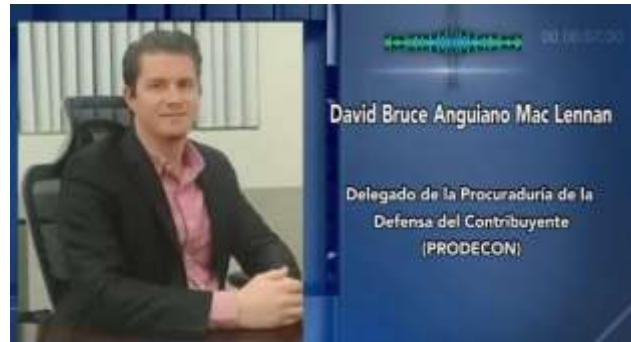 David Bruce Anguiano Mac Lennan
Delegado de la Procuraduría de la
Defensa del Contribuyente
(PRODECON)